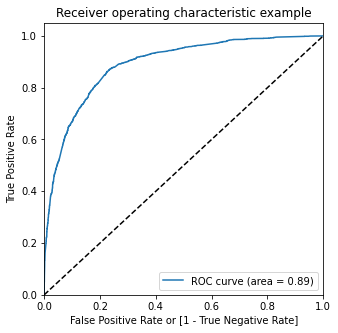 Receiver operating characteristic example
1.0
0.8
0.6
0.4
0.2
0.0
True Positive Rate
ROC curve (area = 0.89)
0.0 0.2 0.4 0.6 0.8 1.0
False Positive Rate or [1 - True Negative Rate]